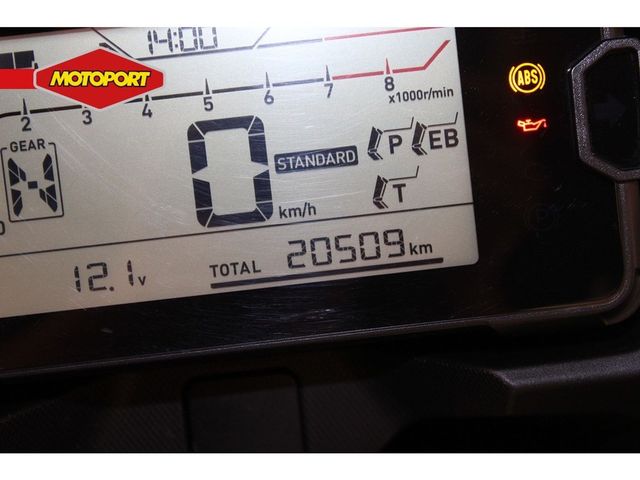 14:00
MOTOPORT
2 3 4 5 6 7 8
x1000r/min
ABS
GEAR
N
0
STANDARD
P EB
T
km/h
12.1v
TOTAL 20509km